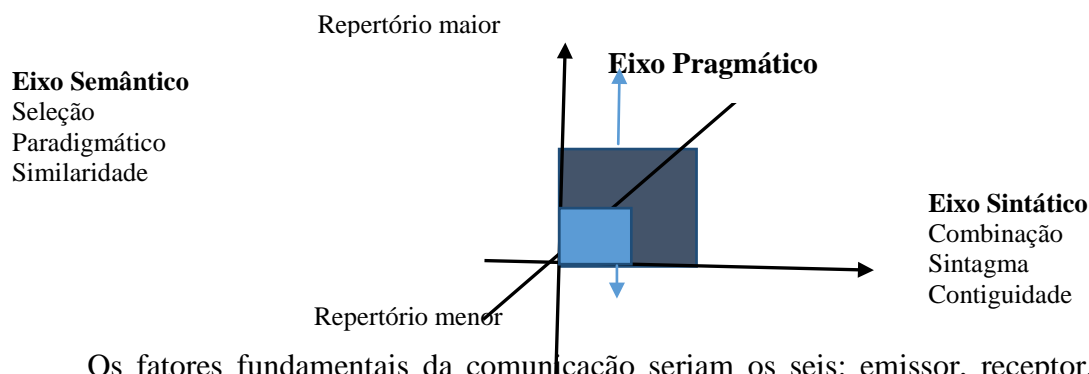 Repertório maior
Eixo Pragmático
Eixo Semântico
Seleção
Paradigmático
Similaridade
Eixo Sintático
Combinação
Sintagma
Contiguidade
Repertório menor
Os fatores fundamentais da comunicação seriam os seis: emissor, receptor,